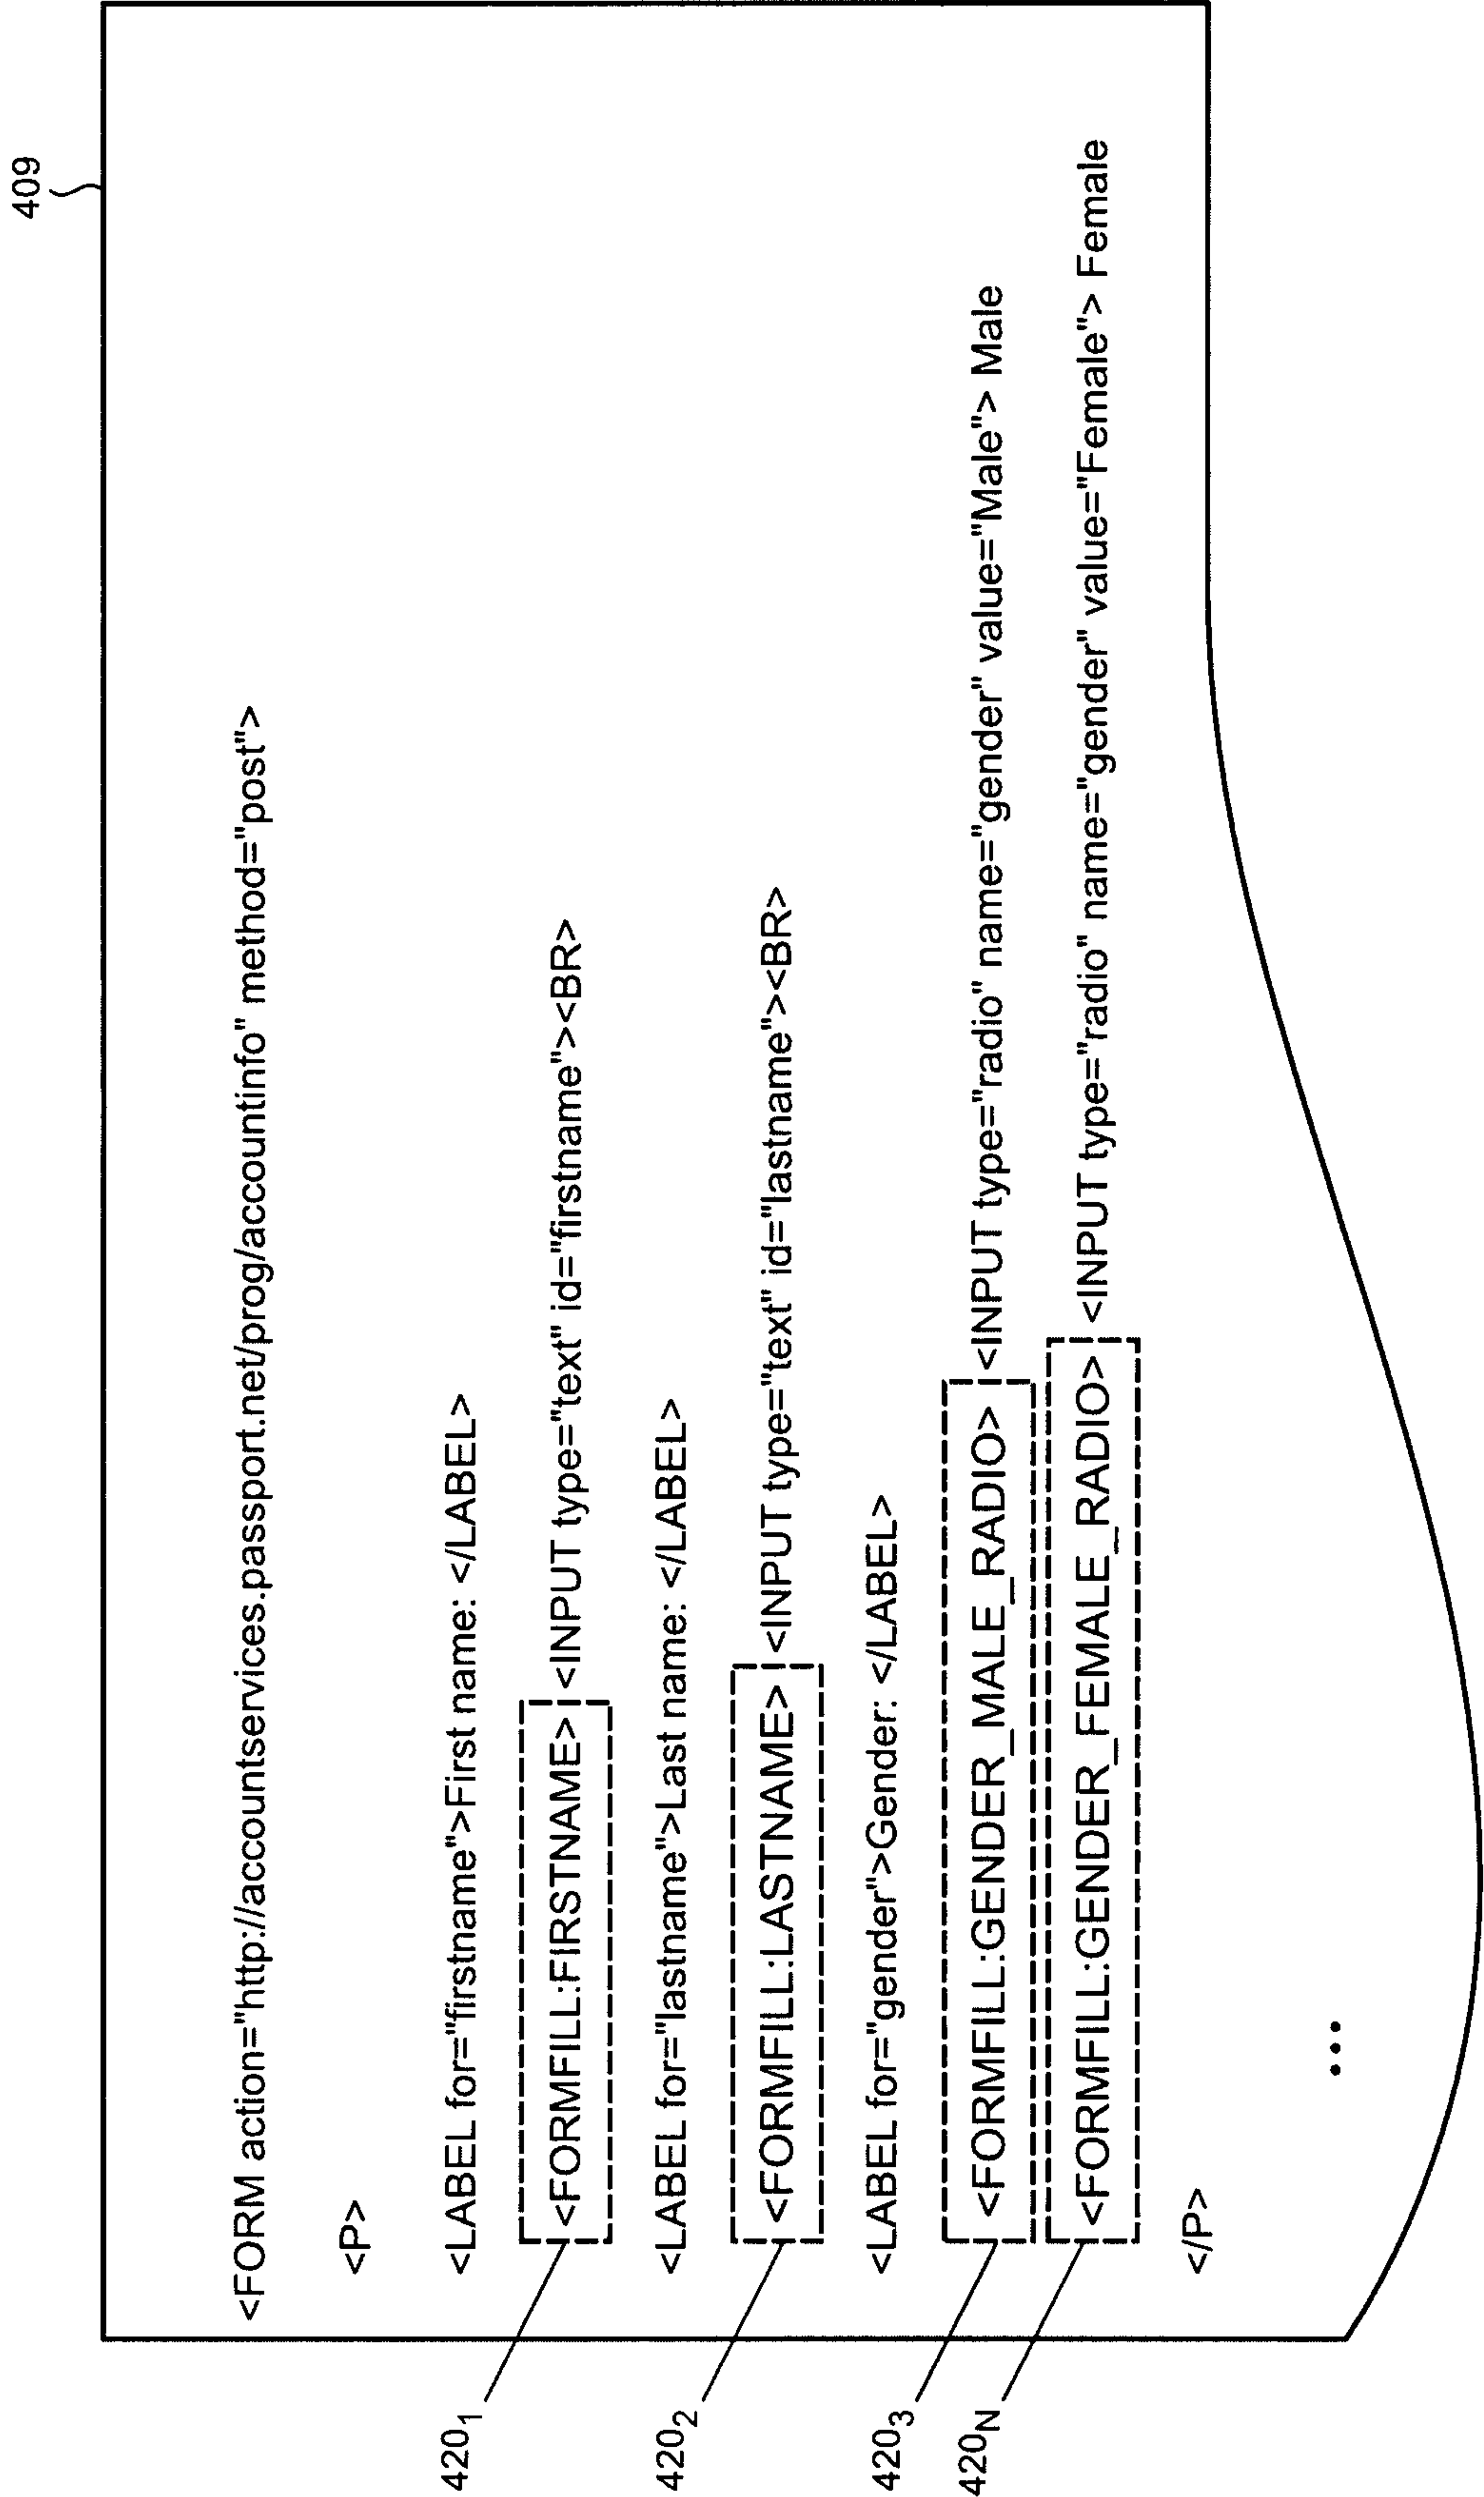 409
<FORM action="http://accountservices.passport.net/prog/accountinfo" method="post">
<P>
<LABEL for="firstname">First name: </LABEL>
420₁ <FORMFILL:FIRSTNAME> <INPUT type="text" id="firstname"><BR>
<LABEL for="lastname">Last name: </LABEL>
420₂ <FORMFILL:LASTNAME> <INPUT type="text" id="lastname"><BR>
<LABEL for="gender">Gender: </LABEL>
420₃ <FORMFILL:GENDER_MALE_RADIO> <INPUT type="radio" name="gender" value="Male"> Male
420N <FORMFILL:GENDER_FEMALE_RADIO> <INPUT type="radio" name="gender" value="Female"> Female
</P>
...